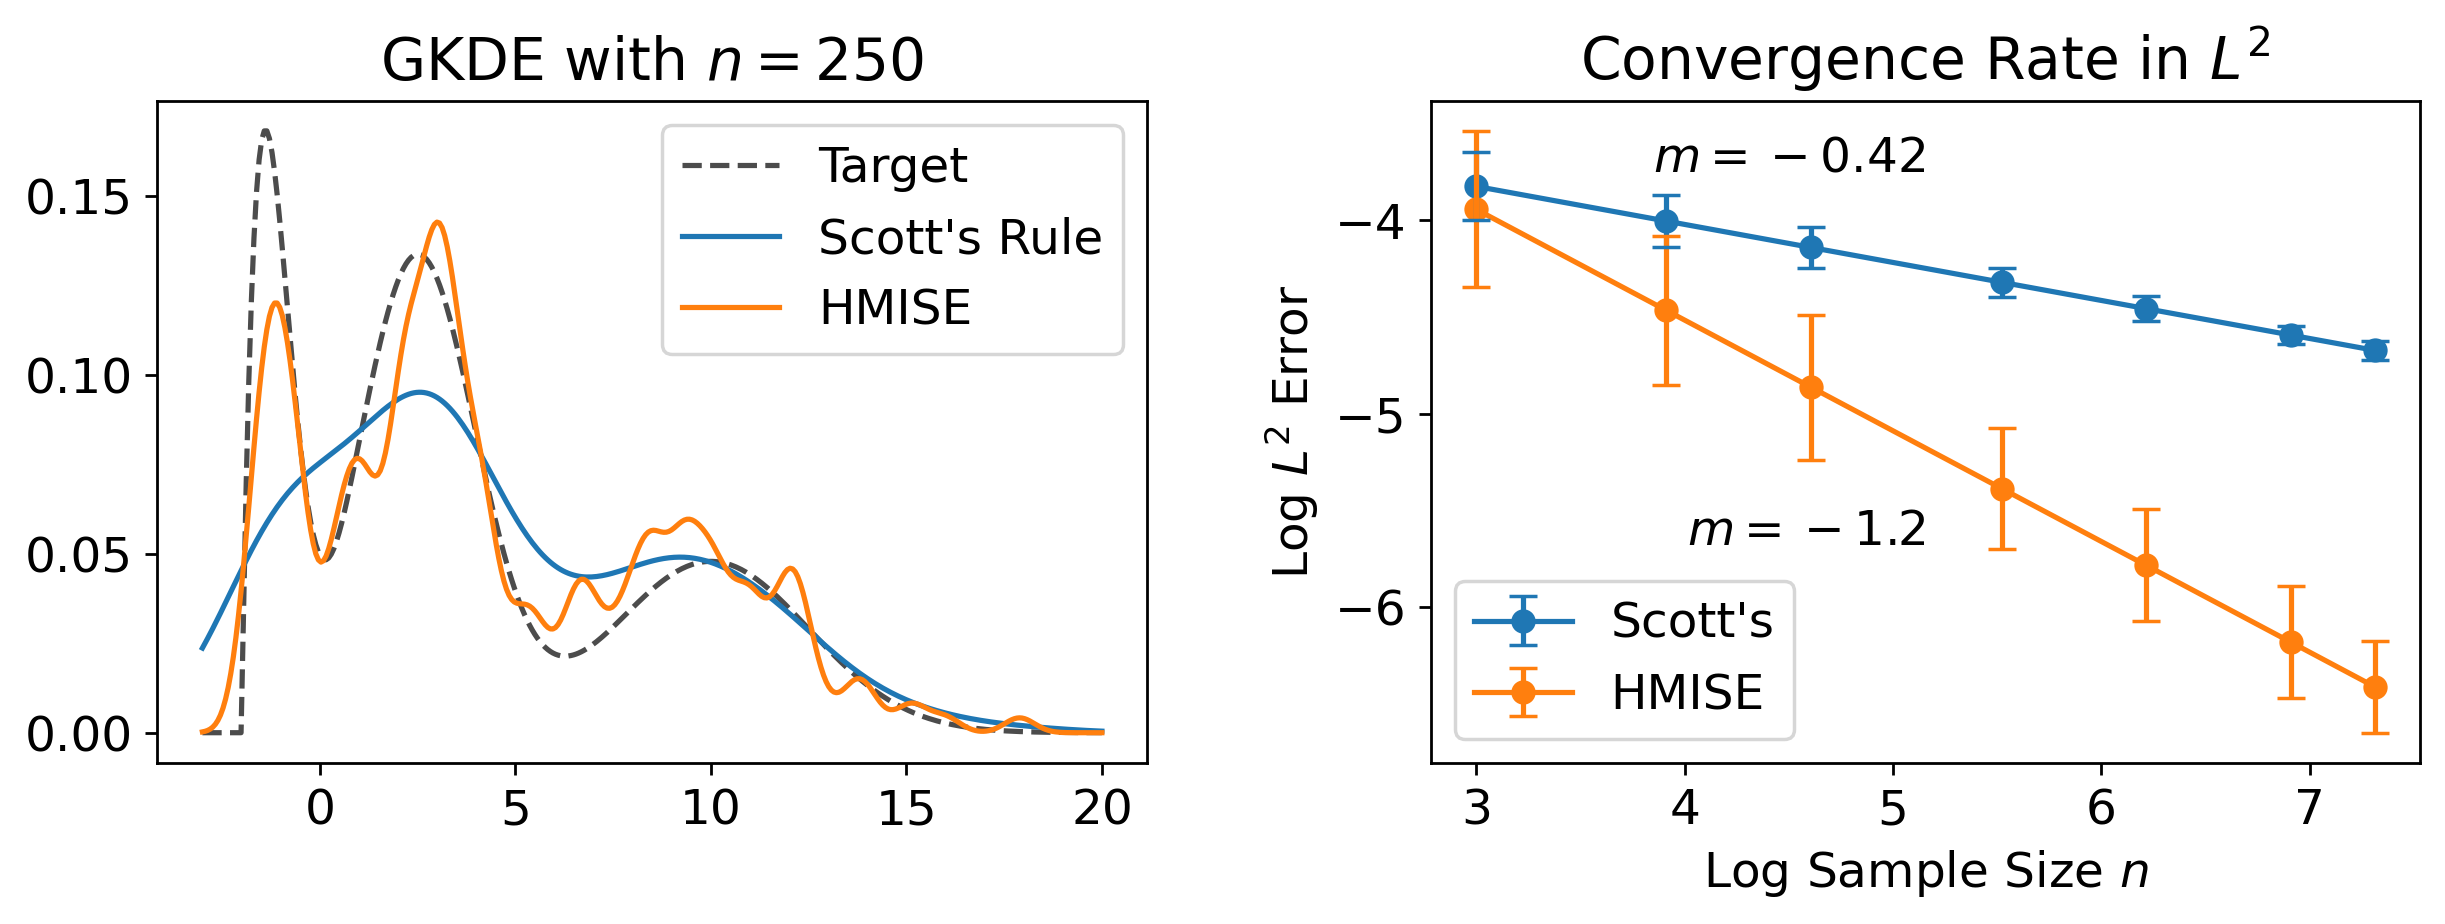 GKDE with n = 250
0.15
0.10
0.05
0.00
0
5
10
15
20
Target
Scott's Rule
HMISE
Convergence Rate in L²
Log L² Error
−4
−5
−6
3
4
5
6
7
Log Sample Size n
m = −0.42
m = −1.2
Scott's
HMISE